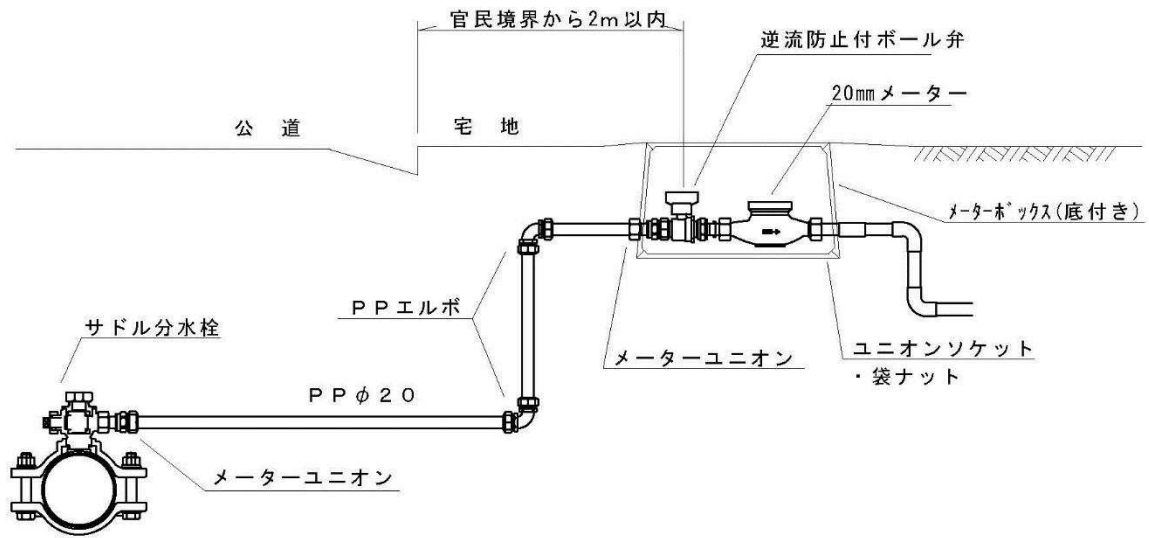 官民境界から2m以内
逆流防止付ボール弁
20mmメーター
公 道
宅 地
メーターボックス(底付き)
PPエルボ
サドル分水栓
メーターユニオン
ユニオンソケット
・袋ナット
PPφ20
メーターユニオン